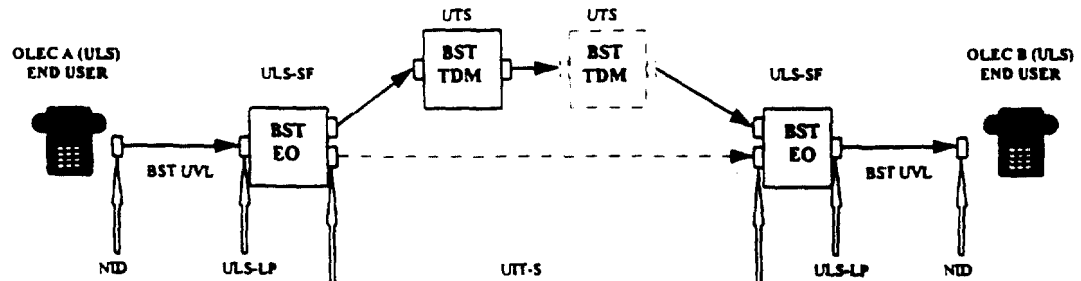 UTS
UTS
OLEC A (ULS)
END USER
ULS-SF
BST
TDM
BST
TDM
ULS-SF
OLEC B (ULS)
END USER
BST
EO
BST
EO
BST UVL
BST UVL
NID
ULS-LP
UTT-S
ULS-LP
NID